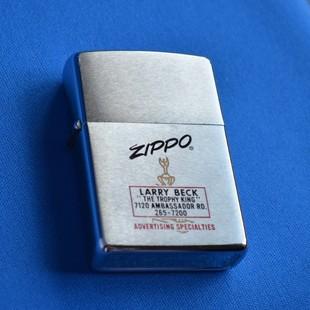 ZIPPO®
LARRY BECK
"THE TROPHY KING"
7120 AMBASSADOR RD.
265-7200
ADVERTISING SPECIALTIES